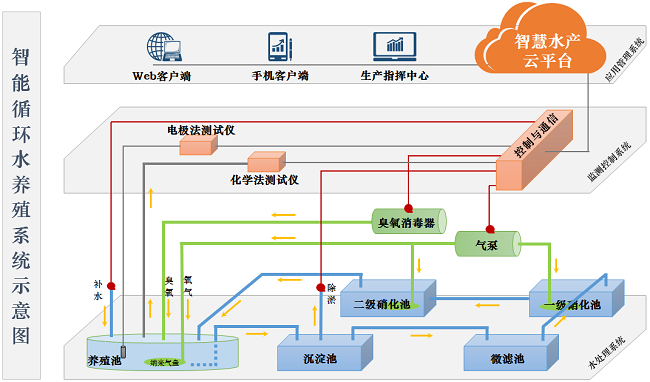 智能循环水养殖系统示意图
智慧水产
云平台
Web客户端
手机客户端
生产指挥中心
应用管理系统
电极法测试仪
控制与通信
化学法测试仪
监测控制系统
臭氧消毒器
气泵
补水
臭氧
氧气
除淤
二级硝化池
一级硝化池
养殖池
纳米气盘
沉淀池
微滤池
水处理系统